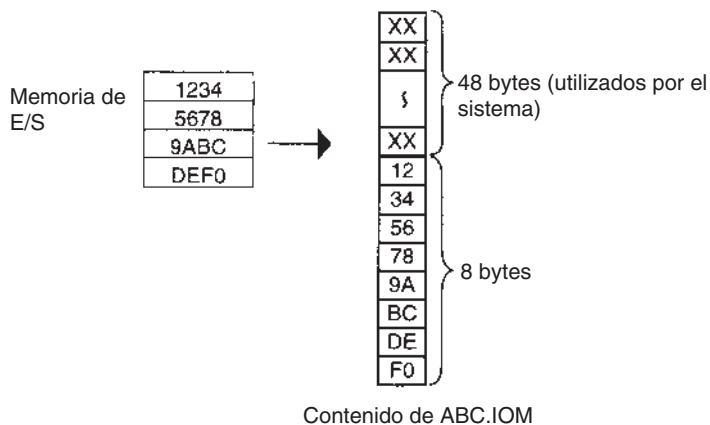 Memoria de
E/S
1234
5678
9ABC
DEF0
XX
XX
XX
12
34
56
78
9A
BC
DE
F0
48 bytes (utilizados por el
sistema)
8 bytes
Contenido de ABC.IOM